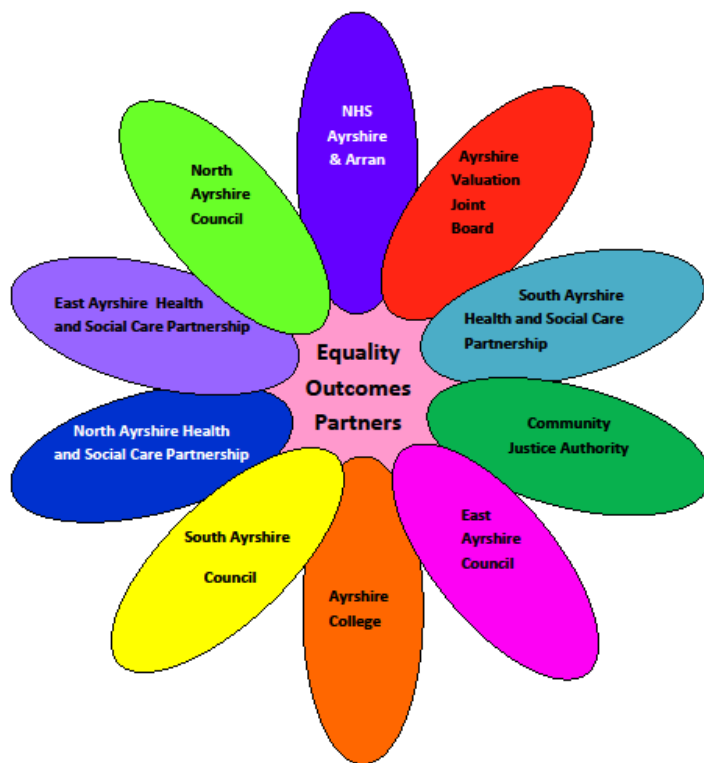 NHS
Ayrshire
& Arran
Ayrshire
Valuation
Joint
Board
South Ayrshire
Health and Social Care
Partnership
Community
Justice Authority
East
Ayrshire
Council
Ayrshire
College
South Ayrshire
Council
North Ayrshire Health
and Social Care Partnership
East Ayrshire Health
and Social Care Partnership
North
Ayrshire
Council
Equality
Outcomes
Partners